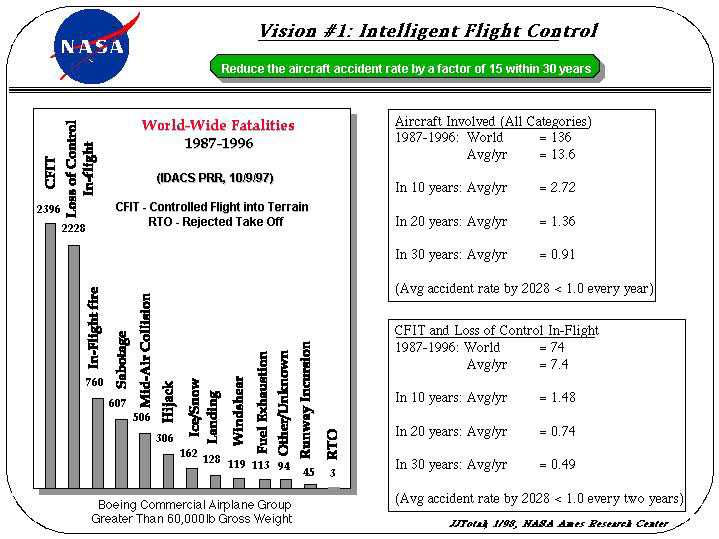 NASA
Vision #1: Intelligent Flight Control
Reduce the aircraft accident rate by a factor of 15 within 30 years
World-Wide Fatalities
1987-1996
(IDACS PRR, 10/9/97)
CFIT - Controlled Flight into Terrain
RTO - Rejected Take Off
CFIT
2396
Loss of Control
In-flight
2228
In-Flight fire
760
Sabotage
607
Mid-Air Collision
506
Hijack
306
Ice/Snow
162
Landing
128
Windshear
119
Fuel Exhaustion
113
Other/Unknown
94
Runway Incursion
45
RTO
3
Boeing Commercial Airplane Group
Greater Than 60,000lb Gross Weight
Aircraft Involved (All Categories)
1987-1996: World = 136
Avg/yr = 13.6
In 10 years: Avg/yr = 2.72
In 20 years: Avg/yr = 1.36
In 30 years: Avg/yr = 0.91
(Avg accident rate by 2028 < 1.0 every year)
CFIT and Loss of Control In-Flight
1987-1996: World = 74
Avg/yr = 7.4
In 10 years: Avg/yr = 1.48
In 20 years: Avg/yr = 0.74
In 30 years: Avg/yr = 0.49
(Avg accident rate by 2028 < 1.0 every two years)
1/98, NASA Ames Research Center